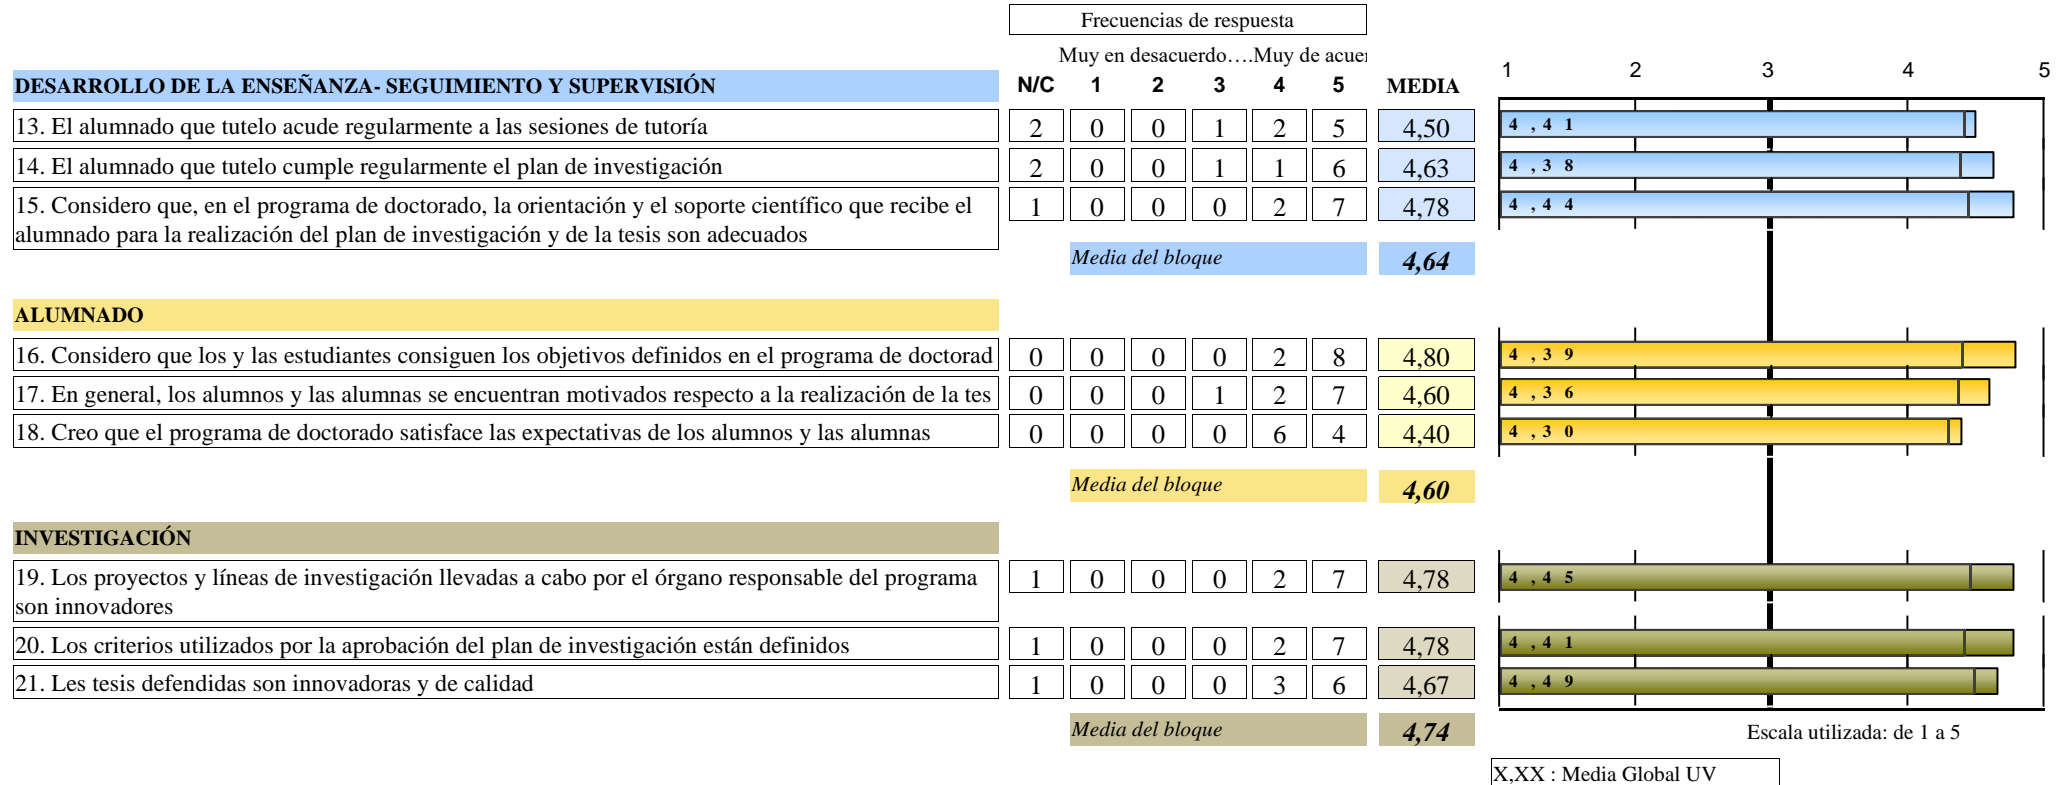 Frecuencias de respuesta
Muy en desacuerdo….Muy de acuer
DESARROLLO DE LA ENSEÑANZA- SEGUIMIENTO Y SUPERVISIÓN N/C 1 2 3 4 5 MEDIA 1 2 3 4 5
13. El alumnado que tutelo acude regularmente a las sesiones de tutoría 2 0 0 1 2 5 4,50 4,41
14. El alumnado que tutelo cumple regularmente el plan de investigación 2 0 0 1 1 6 4,63 4,38
15. Considero que, en el programa de doctorado, la orientación y el soporte científico que recibe el 1 0 0 0 2 7 4,78 4,44
alumnado para la realización del plan de investigación y de la tesis son adecuados
Media del bloque 4,64
ALUMNADO
16. Considero que los y las estudiantes consiguen los objetivos definidos en el programa de doctorad 0 0 0 0 2 8 4,80 4,39
17. En general, los alumnos y las alumnas se encuentran motivados respecto a la realización de la tes 0 0 0 1 2 7 4,60 4,36
18. Creo que el programa de doctorado satisface las expectativas de los alumnos y las alumnas 0 0 0 0 6 4 4,40 4,30
Media del bloque 4,60
INVESTIGACIÓN
19. Los proyectos y líneas de investigación llevadas a cabo por el órgano responsable del programa 1 0 0 0 2 7 4,78 4,45
son innovadores
20. Los criterios utilizados por la aprobación del plan de investigación están definidos 1 0 0 0 2 7 4,78 4,41
21. Les tesis defendidas son innovadoras y de calidad 1 0 0 0 3 6 4,67 4,49
Media del bloque 4,74
Escala utilizada: de 1 a 5
X,XX : Media Global UV